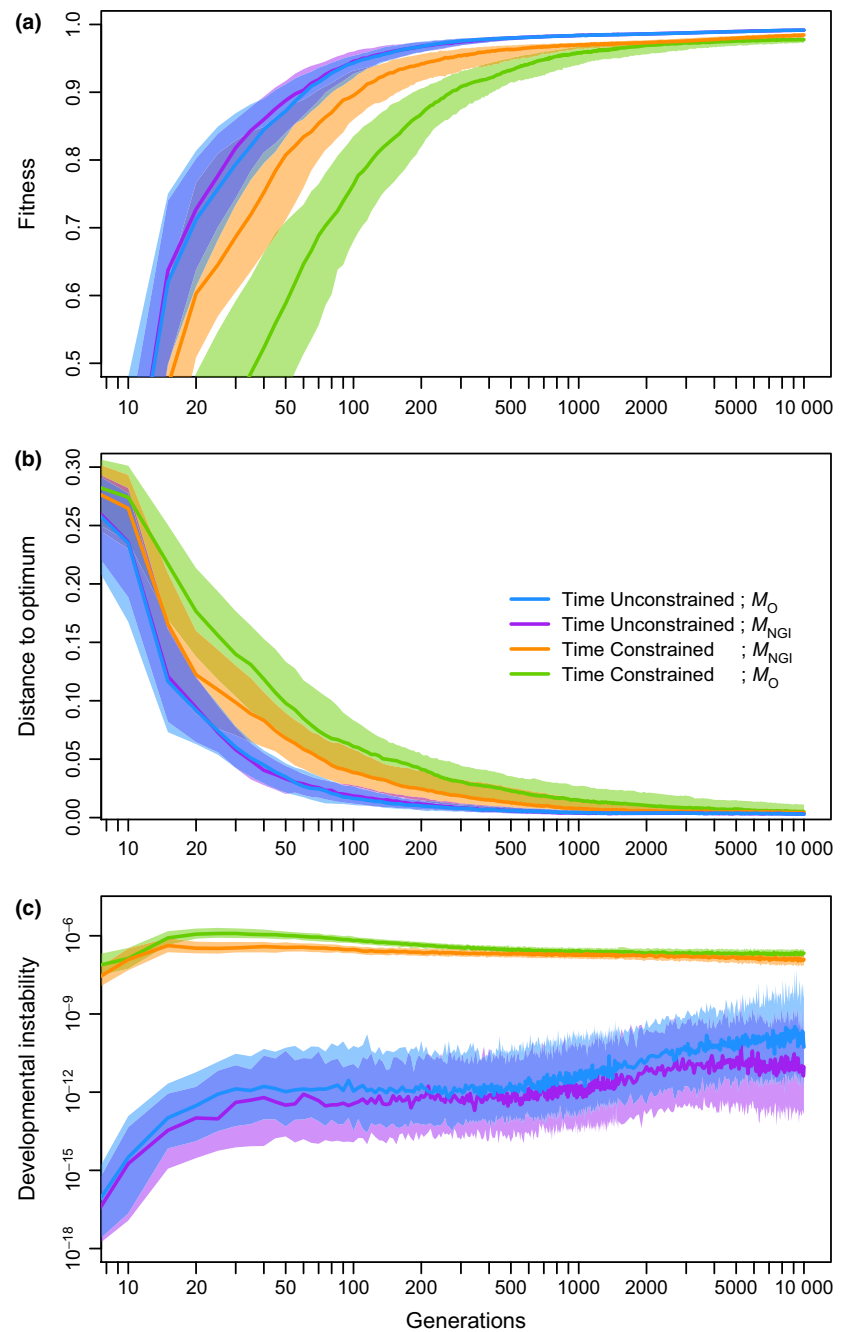 (a)
Fitness
1.0
0.9
0.8
0.7
0.6
0.5
10 20 50 100 200 500 1000 2000 5000 10 000
(b)
Distance to optimum
0.30
0.25
0.20
0.15
0.10
0.05
0.00
Time Unconstrained ; M_O
Time Unconstrained ; M_NGI
Time Constrained ; M_NGI
Time Constrained ; M_O
10 20 50 100 200 500 1000 2000 5000 10 000
(c)
Developmental instability
10^−6
10^−9
10^−12
10^−15
10^−18
10 20 50 100 200 500 1000 2000 5000 10 000
Generations